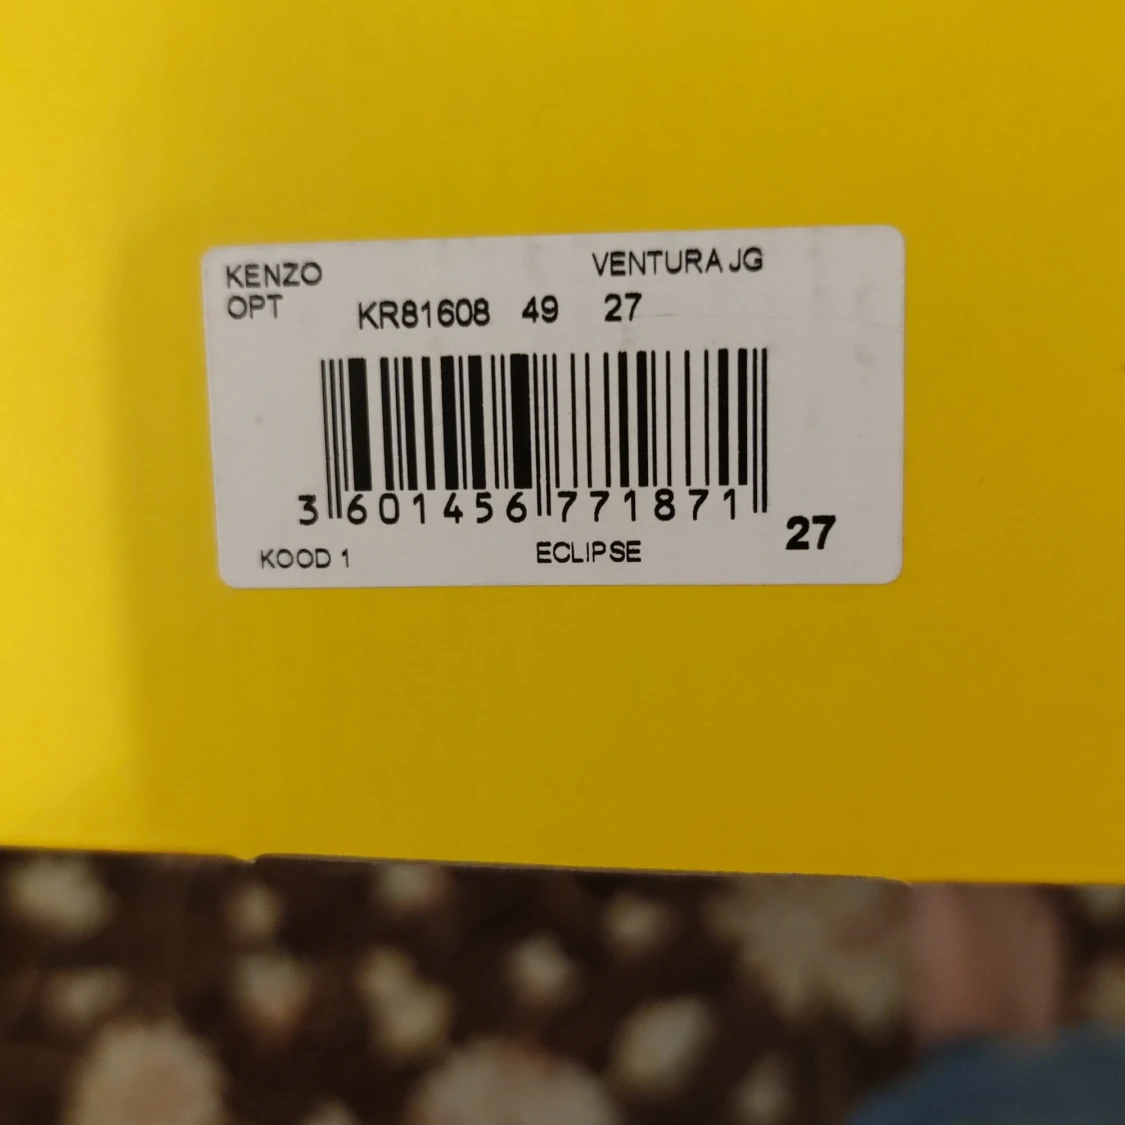 KENZO VENTURA JG
OPT KR81608 49 27
3 601456 771871
27
KOOD 1 ECLIPSE